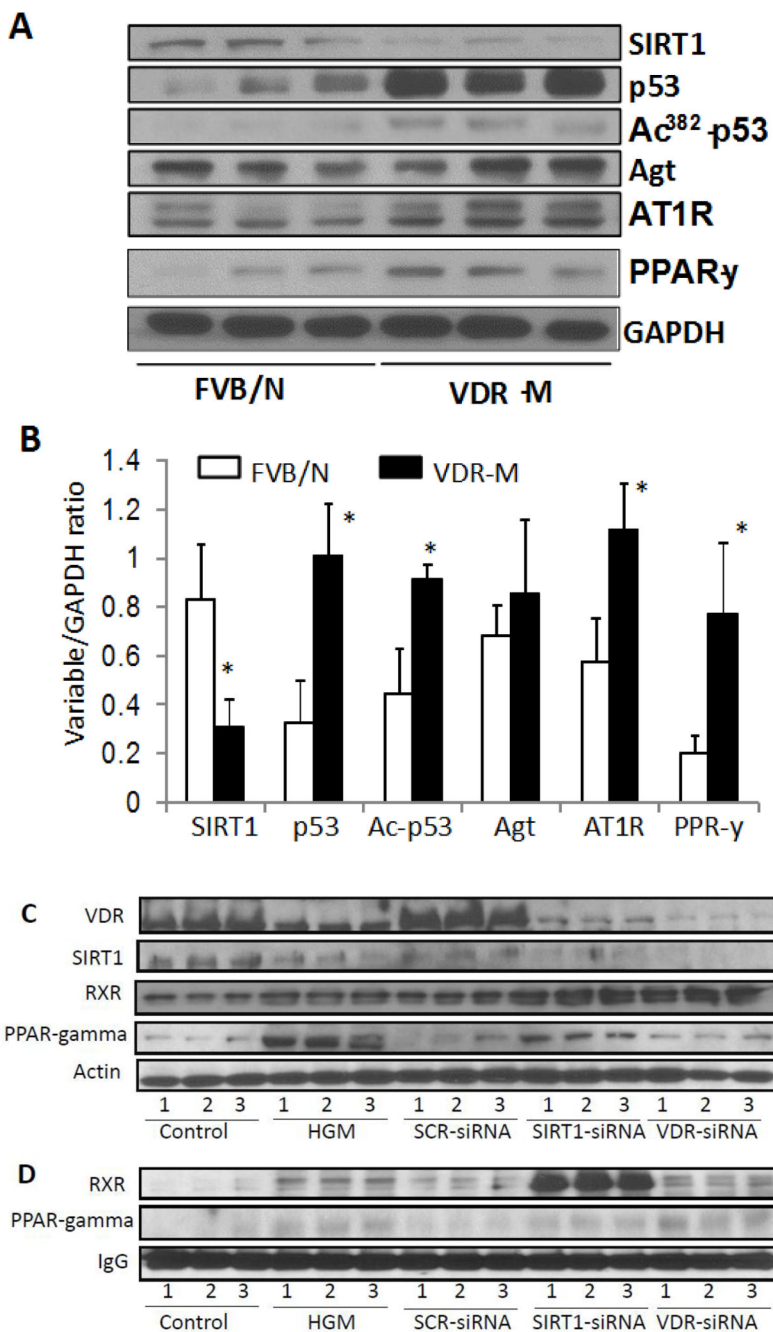 A
SIRT1
p53
Ac382-p53
Agt
AT1R
PPAR-y
GAPDH
FVB/N VDR -M
B
FVB/N VDR-M
Variable/GAPDH ratio
1.4
1.2
1
0.8
0.6
0.4
0.2
0
* * * * *
SIRT1 p53 Ac-p53 Agt AT1R PPR-y
C
VDR
SIRT1
RXR
PPAR-gamma
Actin
1 2 3 1 2 3 1 2 3 1 2 3 1 2 3
Control HGM SCR-siRNA SIRT1-siRNA VDR-siRNA
D
RXR
PPAR-gamma
IgG
1 2 3 1 2 3 1 2 3 1 2 3 1 2 3
Control HGM SCR-siRNA SIRT1-siRNA VDR-siRNA